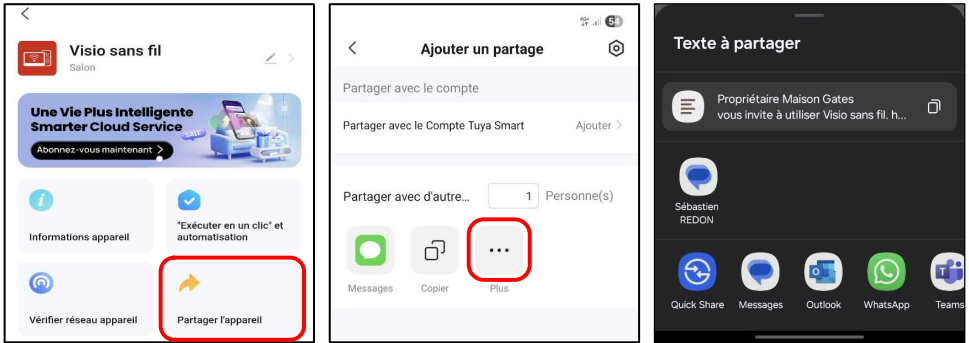 Visio sans fil
Salon
Une Vie Plus Intelligente
Smarter Cloud Service
SALE
Abonnez-vous maintenant >
Informations appareil
"Exécuter en un clic" et
automatisation
Vérifier réseau appareil
Partager l'appareil
4G+
54
Ajouter un partage
Partager avec le compte
Partager avec le Compte Tuya Smart
Ajouter >
Partager avec d'autre...
1 Personne(s)
Messages
Copier
Plus
Texte à partager
Propriétaire Maison Gates
vous invite à utiliser Visio sans fil. h...
Sébastien
REDON
Quick Share
Messages
Outlook
WhatsApp
Teams